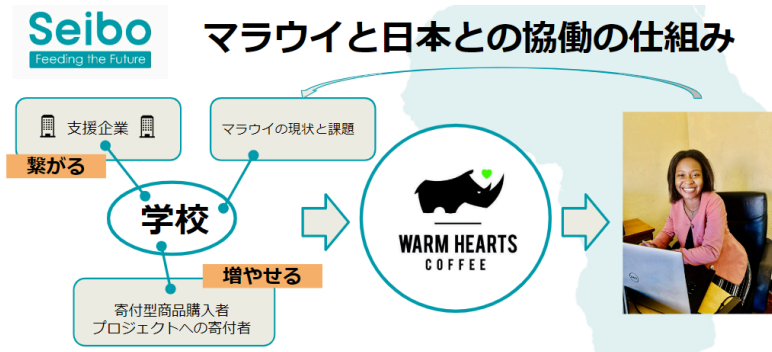 Seibo
Feeding the Future
マラウイと日本との協働の仕組み
支援企業
マラウイの現状と課題
繋がる
学校
WARM HEARTS
COFFEE
増やせる
寄付型商品購入者
プロジェクトへの寄付者
DELL